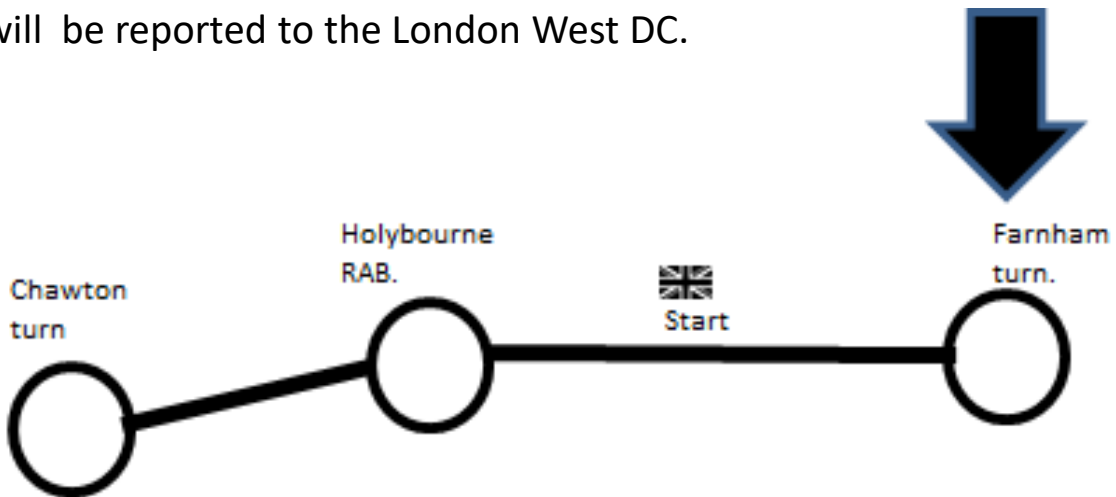 will  be reported to the London West DC.
Holybourne
RAB.
Farnham
turn.
Chawton
turn
Start